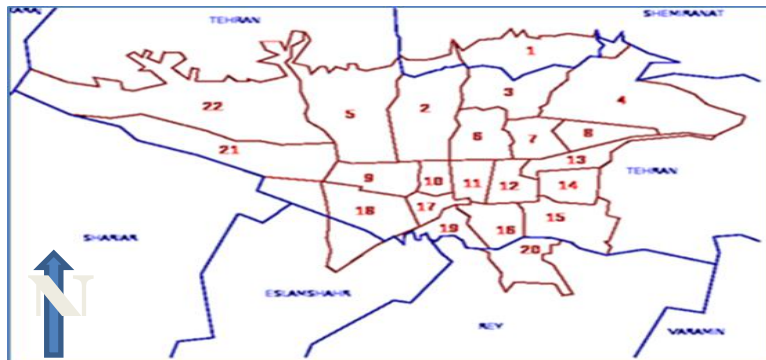 TEHRAN
SHEMIRANAT
1
3
4
22
5
2
6
7
8
21
13
TEHRAN
9
10
11
12
14
18
17
15
19
16
20
SHARIAR
N
ESLAMSHAHR
REY
VARAMIN